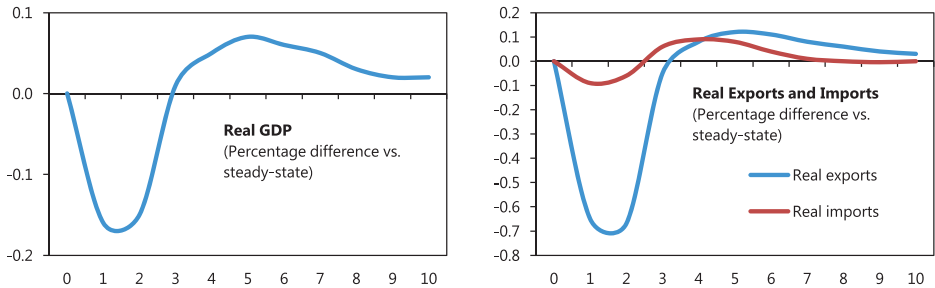 0.1
0.0
-0.1
-0.2
0 1 2 3 4 5 6 7 8 9 10
Real GDP
(Percentage difference vs.
steady-state)
0.2
0.1
0.0
-0.1
-0.2
-0.3
-0.4
-0.5
-0.6
-0.7
-0.8
0 1 2 3 4 5 6 7 8 9 10
Real Exports and Imports
(Percentage difference vs.
steady-state)
Real exports
Real imports